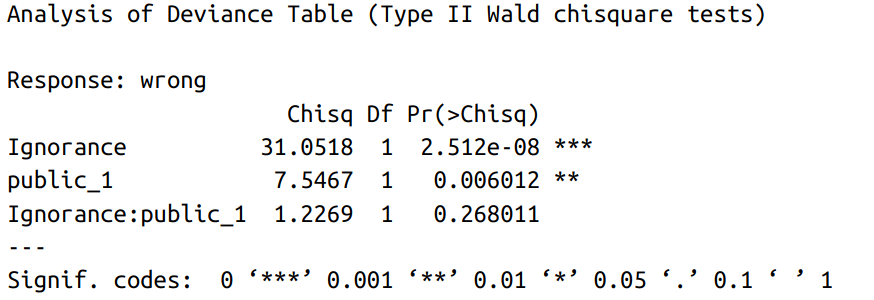 Analysis of Deviance Table (Type II Wald chisquare tests)
Response: wrong
Chisq Df Pr(>Chisq)
Ignorance 31.0518 1 2.512e-08 ***
public_1 7.5467 1 0.006012 **
Ignorance:public_1 1.2269 1 0.268011
---
Signif. codes: 0 ‘***’ 0.001 ‘**’ 0.01 ‘*’ 0.05 ‘.’ 0.1 ‘ ’ 1